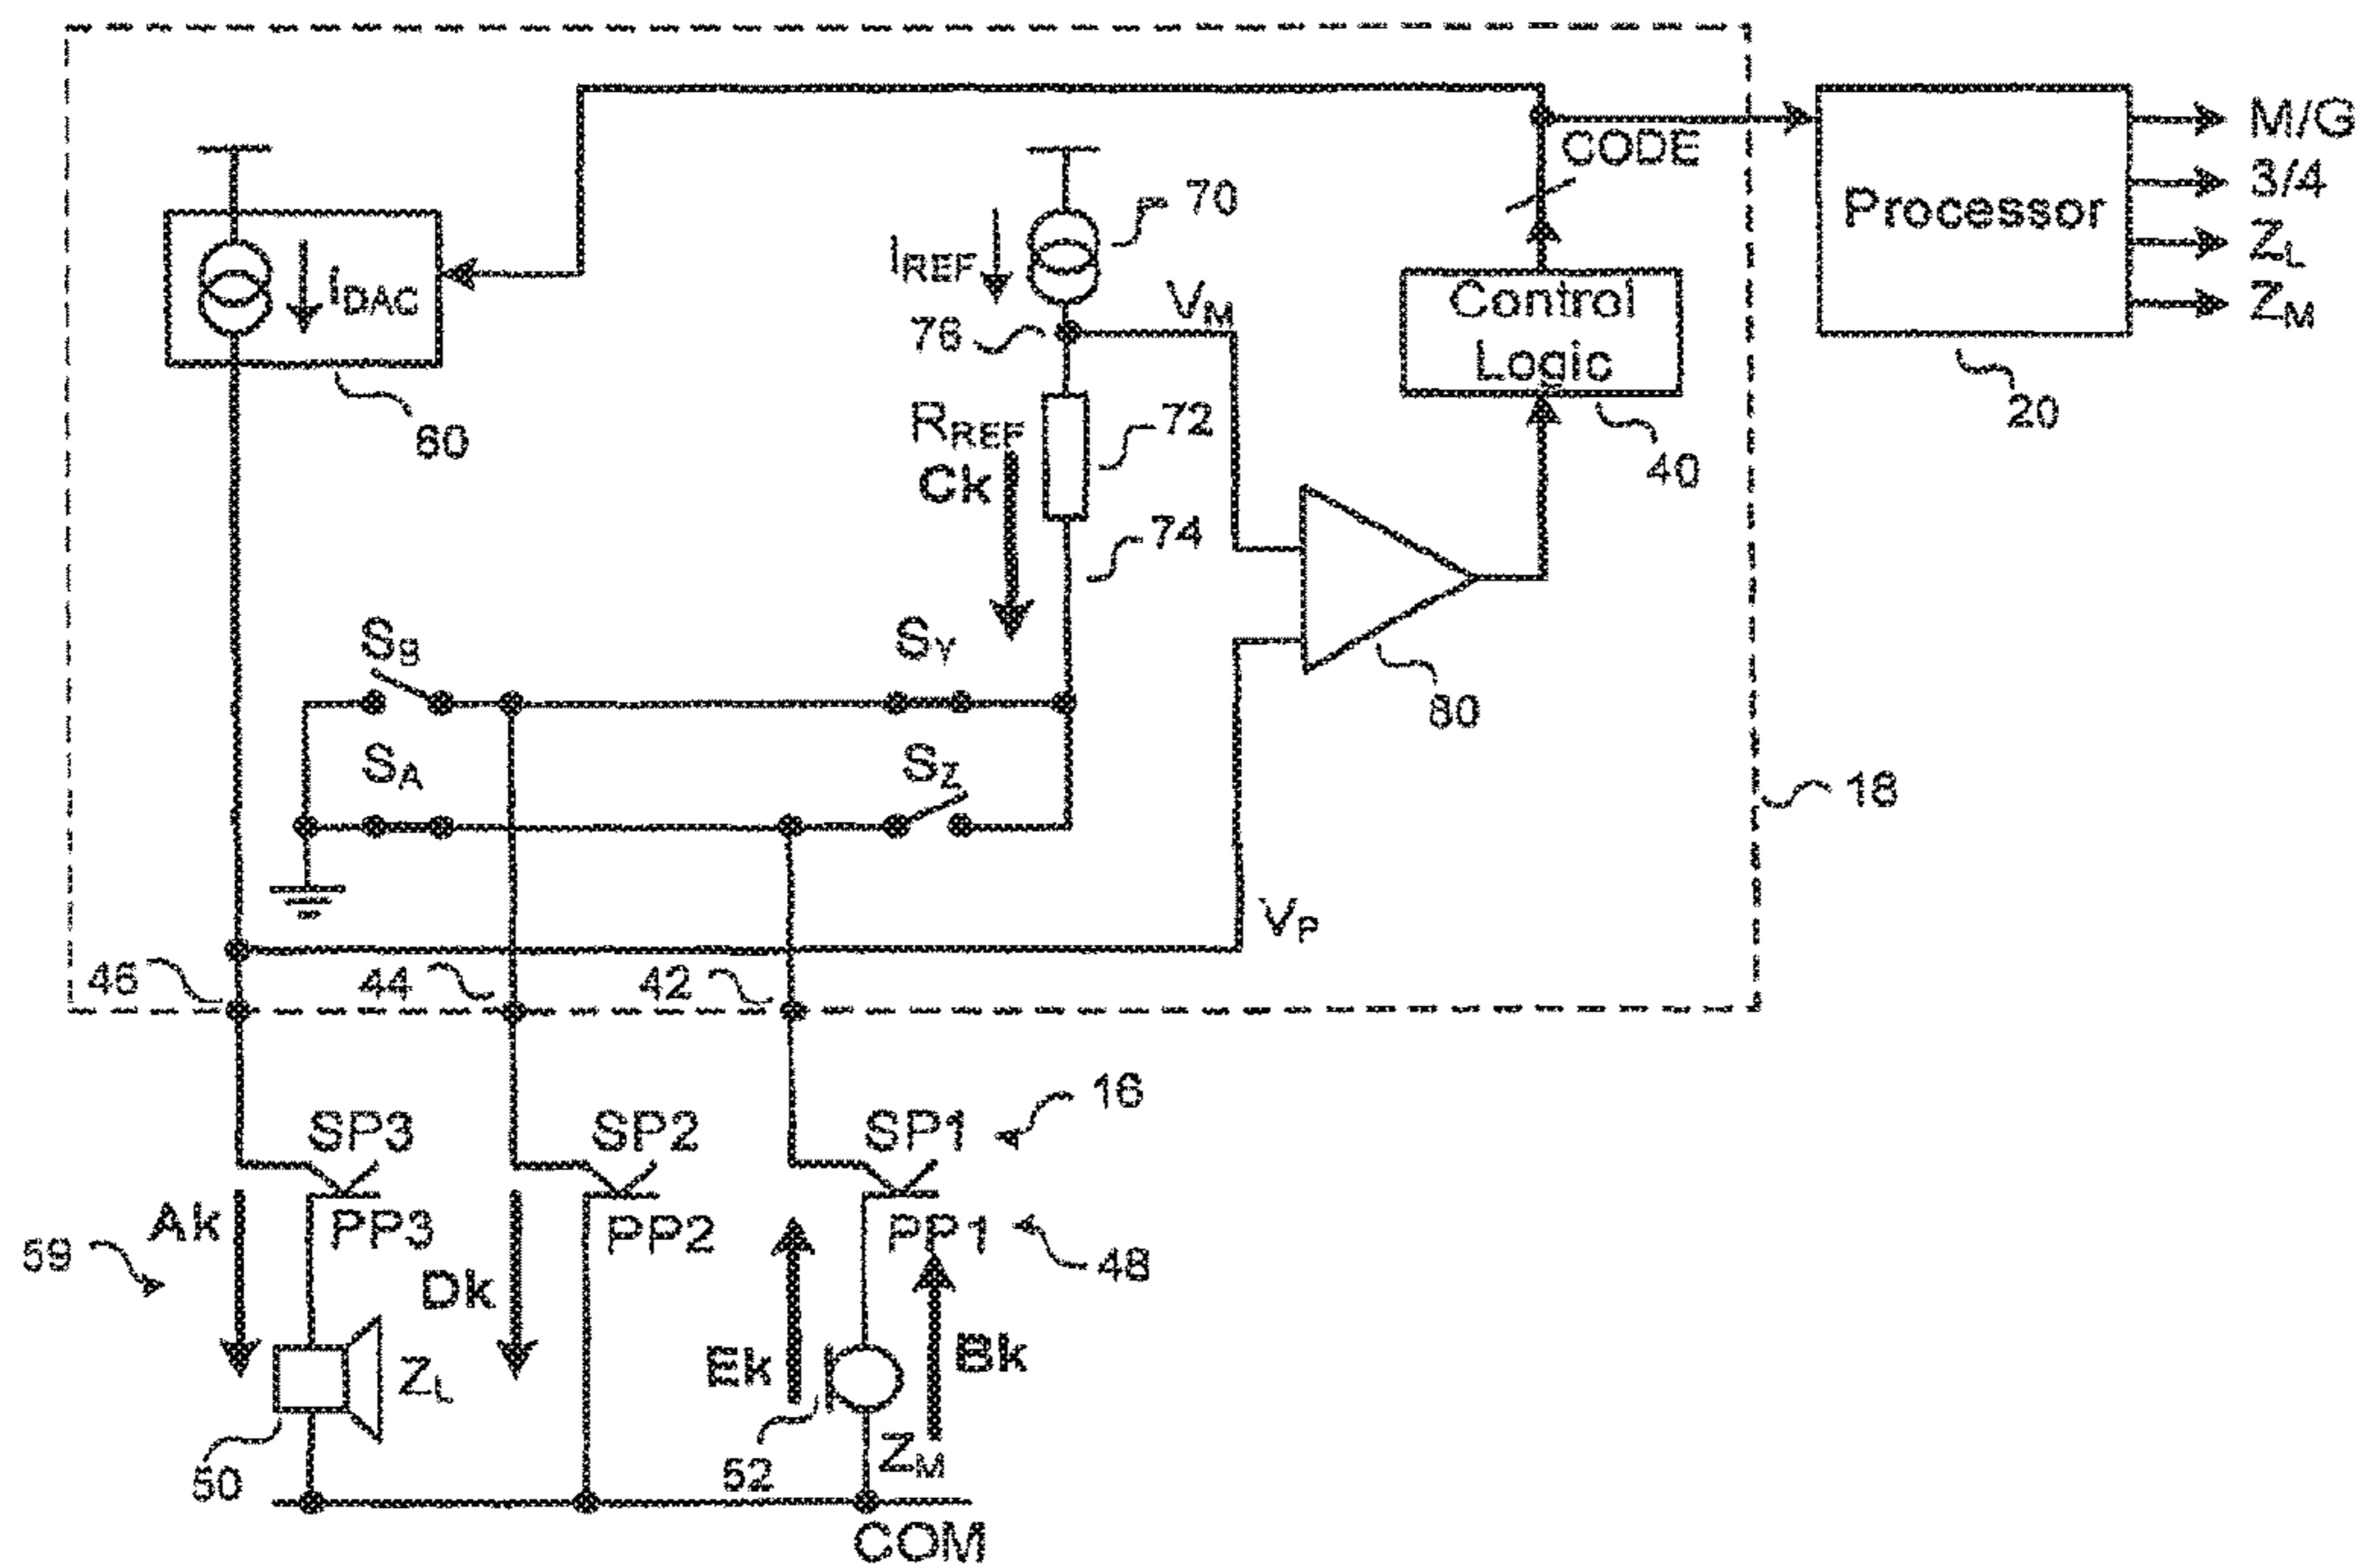 M/G
CODE
3/4
70
Processor
I_REF
Z_L
I_DAC
V_M
Control
Z_M
76
Logic
R_REF
72
20
60
Ck
40
74
S_B
S_Y
80
S_A
S_Z
18
V_P
46
44
42
SP3
SP2
SP1
16
Ak
PP3
PP2
PP1
59
48
Dk
Ek
Bk
Z_L
50
52
Z_M
COM